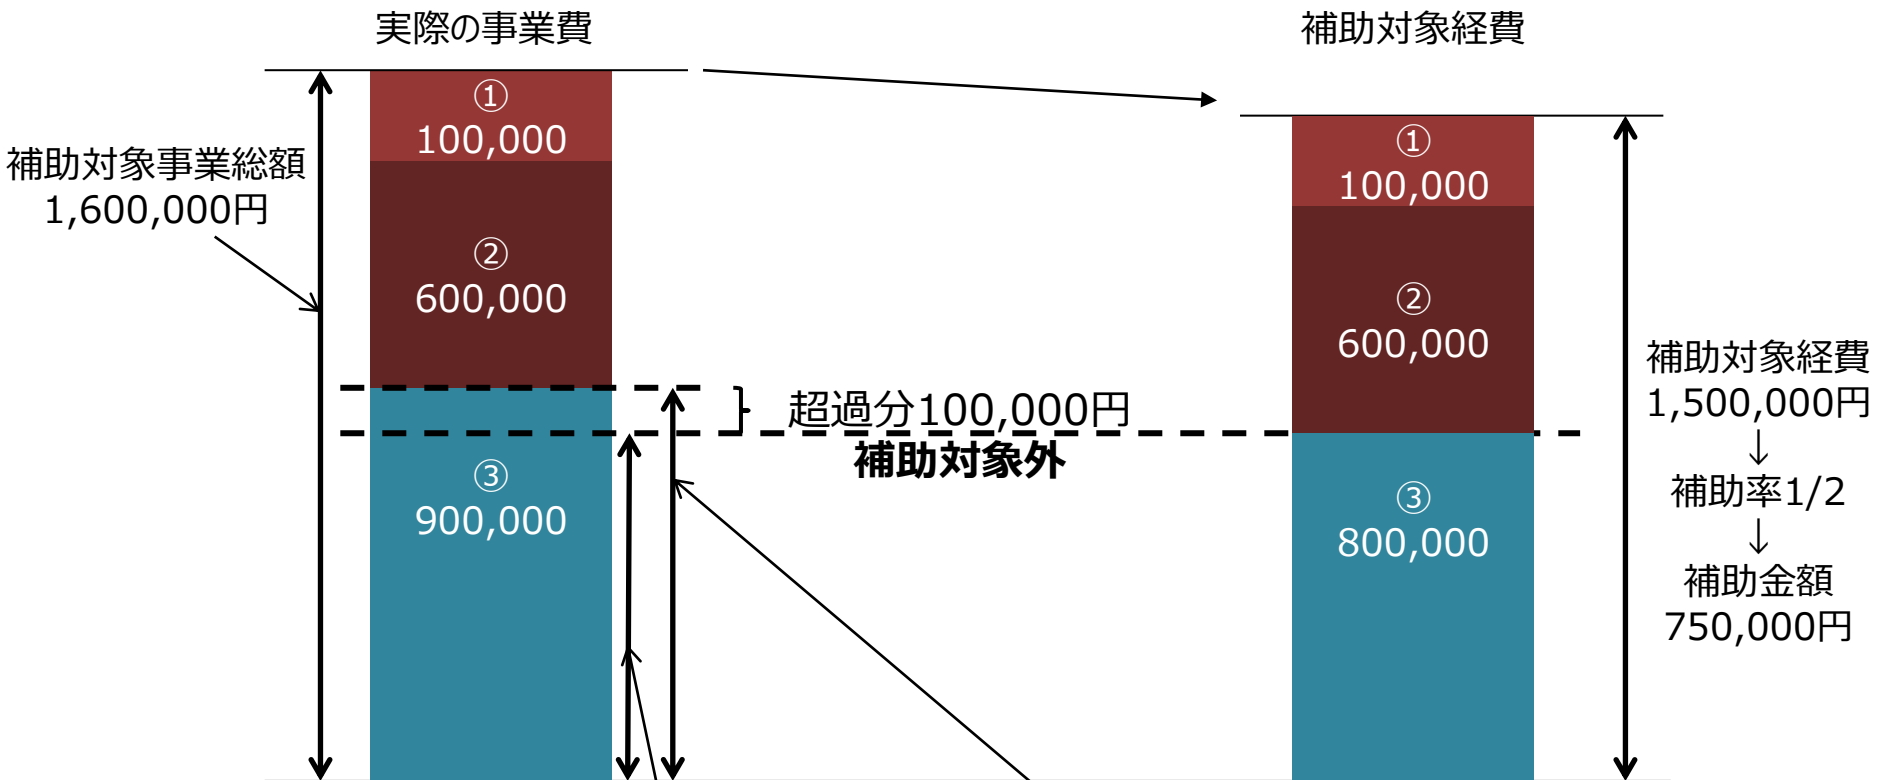 実際の事業費
補助対象経費
補助対象事業総額
1,600,000円
①
100,000
②
600,000
③
900,000
超過分100,000円
補助対象外
①
100,000
②
600,000
③
800,000
補助対象経費
1,500,000円
↓
補助率1/2
↓
補助金額
750,000円